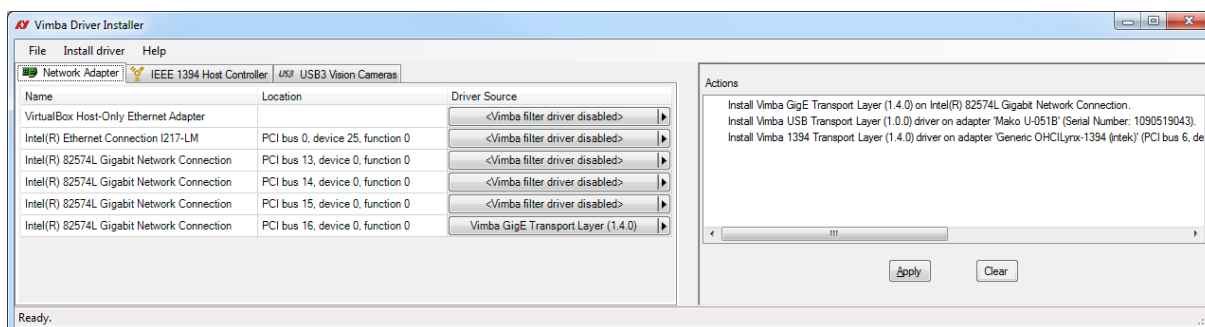 Vimba Driver Installer
File Install driver Help
Network Adapter IEEE 1394 Host Controller USB3 USB3 Vision Cameras
Name Location Driver Source
VirtualBox Host-Only Ethernet Adapter <Vimba filter driver disabled>
Intel(R) Ethernet Connection I217-LM PCI bus 0, device 25, function 0 <Vimba filter driver disabled>
Intel(R) 82574L Gigabit Network Connection PCI bus 13, device 0, function 0 <Vimba filter driver disabled>
Intel(R) 82574L Gigabit Network Connection PCI bus 14, device 0, function 0 <Vimba filter driver disabled>
Intel(R) 82574L Gigabit Network Connection PCI bus 15, device 0, function 0 <Vimba filter driver disabled>
Intel(R) 82574L Gigabit Network Connection PCI bus 16, device 0, function 0 Vimba GigE Transport Layer (1.4.0)
Actions
Install Vimba GigE Transport Layer (1.4.0) on Intel(R) 82574L Gigabit Network Connection.
Install Vimba USB Transport Layer (1.0.0) driver on adapter 'Mako U-051B' (Serial Number: 1090519043).
Install Vimba 1394 Transport Layer (1.4.0) driver on adapter 'Generic OHCILynx-1394 (intek)' (PCI bus 6, de
Apply Clear
Ready.